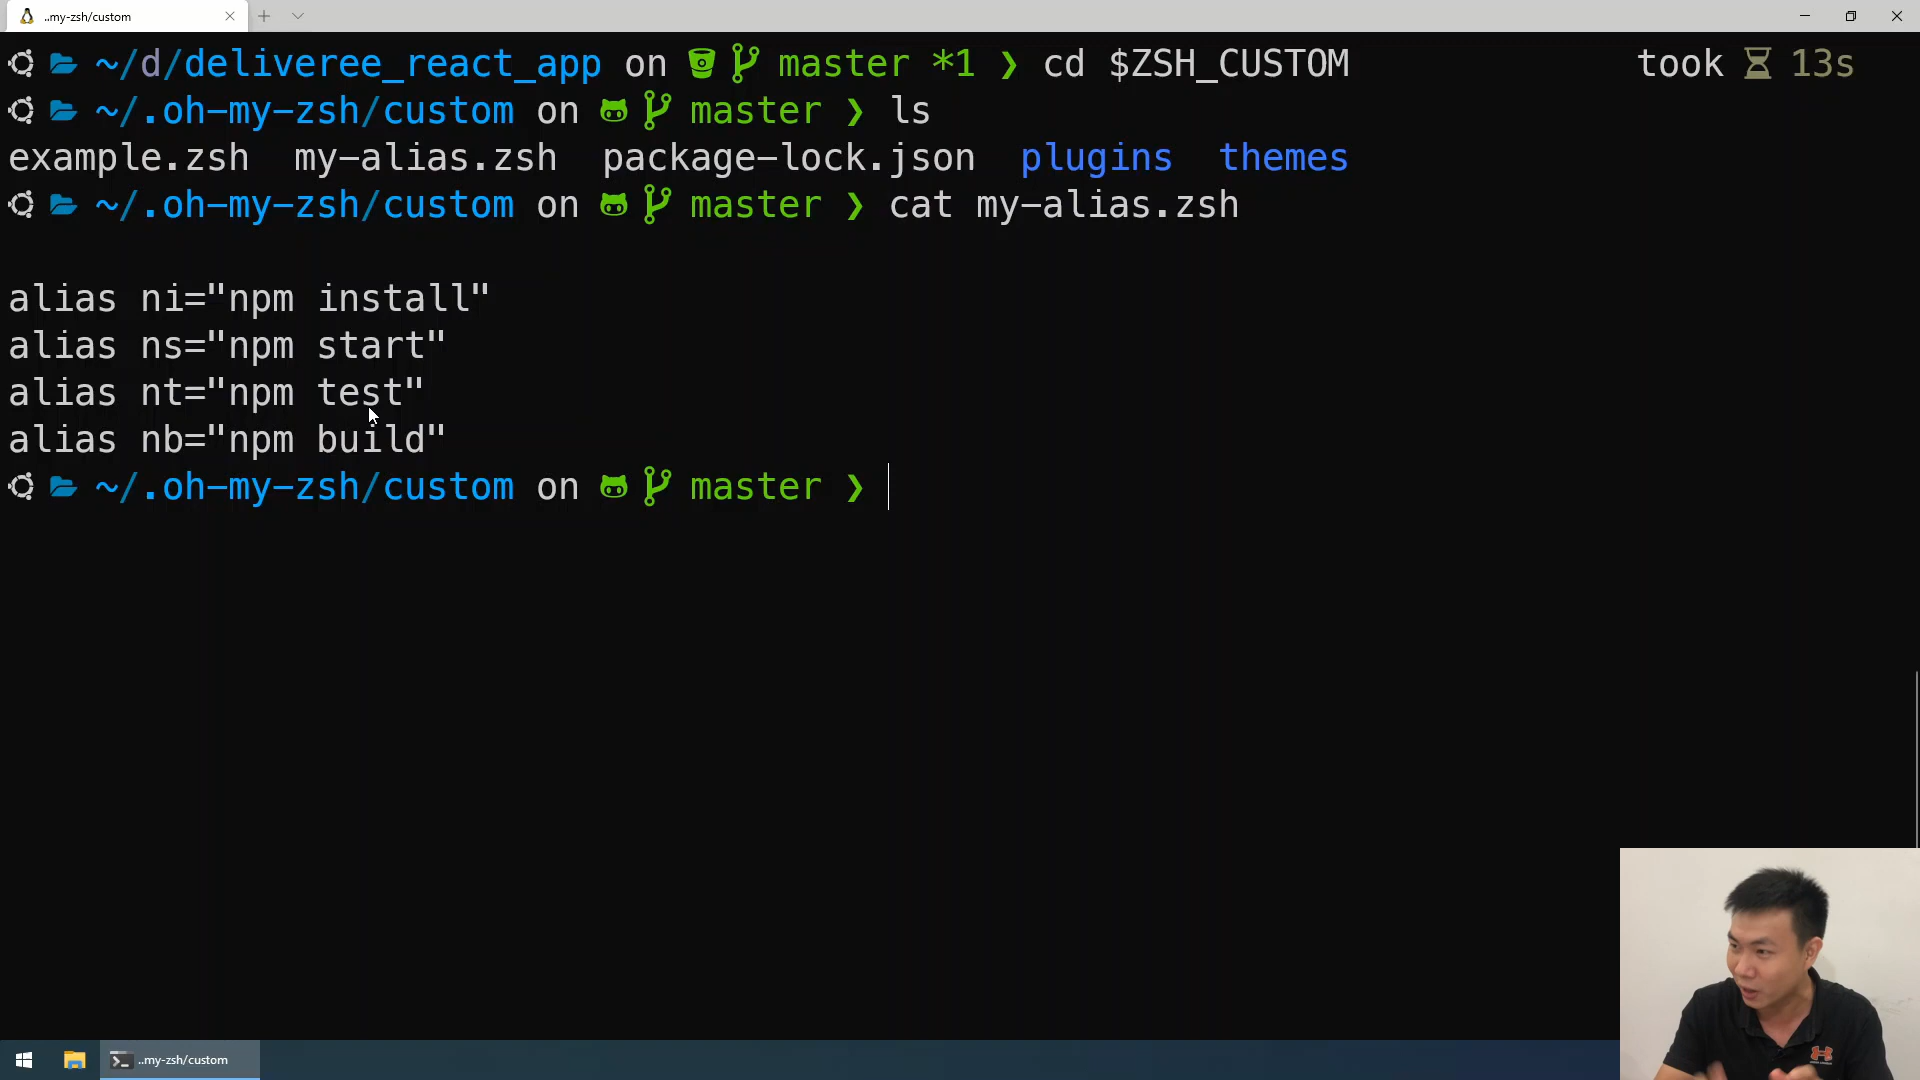 ..my-zsh/custom
~/d/deliveree_react_app on master *1 ❯ cd $ZSH_CUSTOM took 13s
~/.oh-my-zsh/custom on master ❯ ls
example.zsh my-alias.zsh package-lock.json plugins themes
~/.oh-my-zsh/custom on master ❯ cat my-alias.zsh
alias ni="npm install"
alias ns="npm start"
alias nt="npm test"
alias nb="npm build"
~/.oh-my-zsh/custom on master ❯
..my-zsh/custom